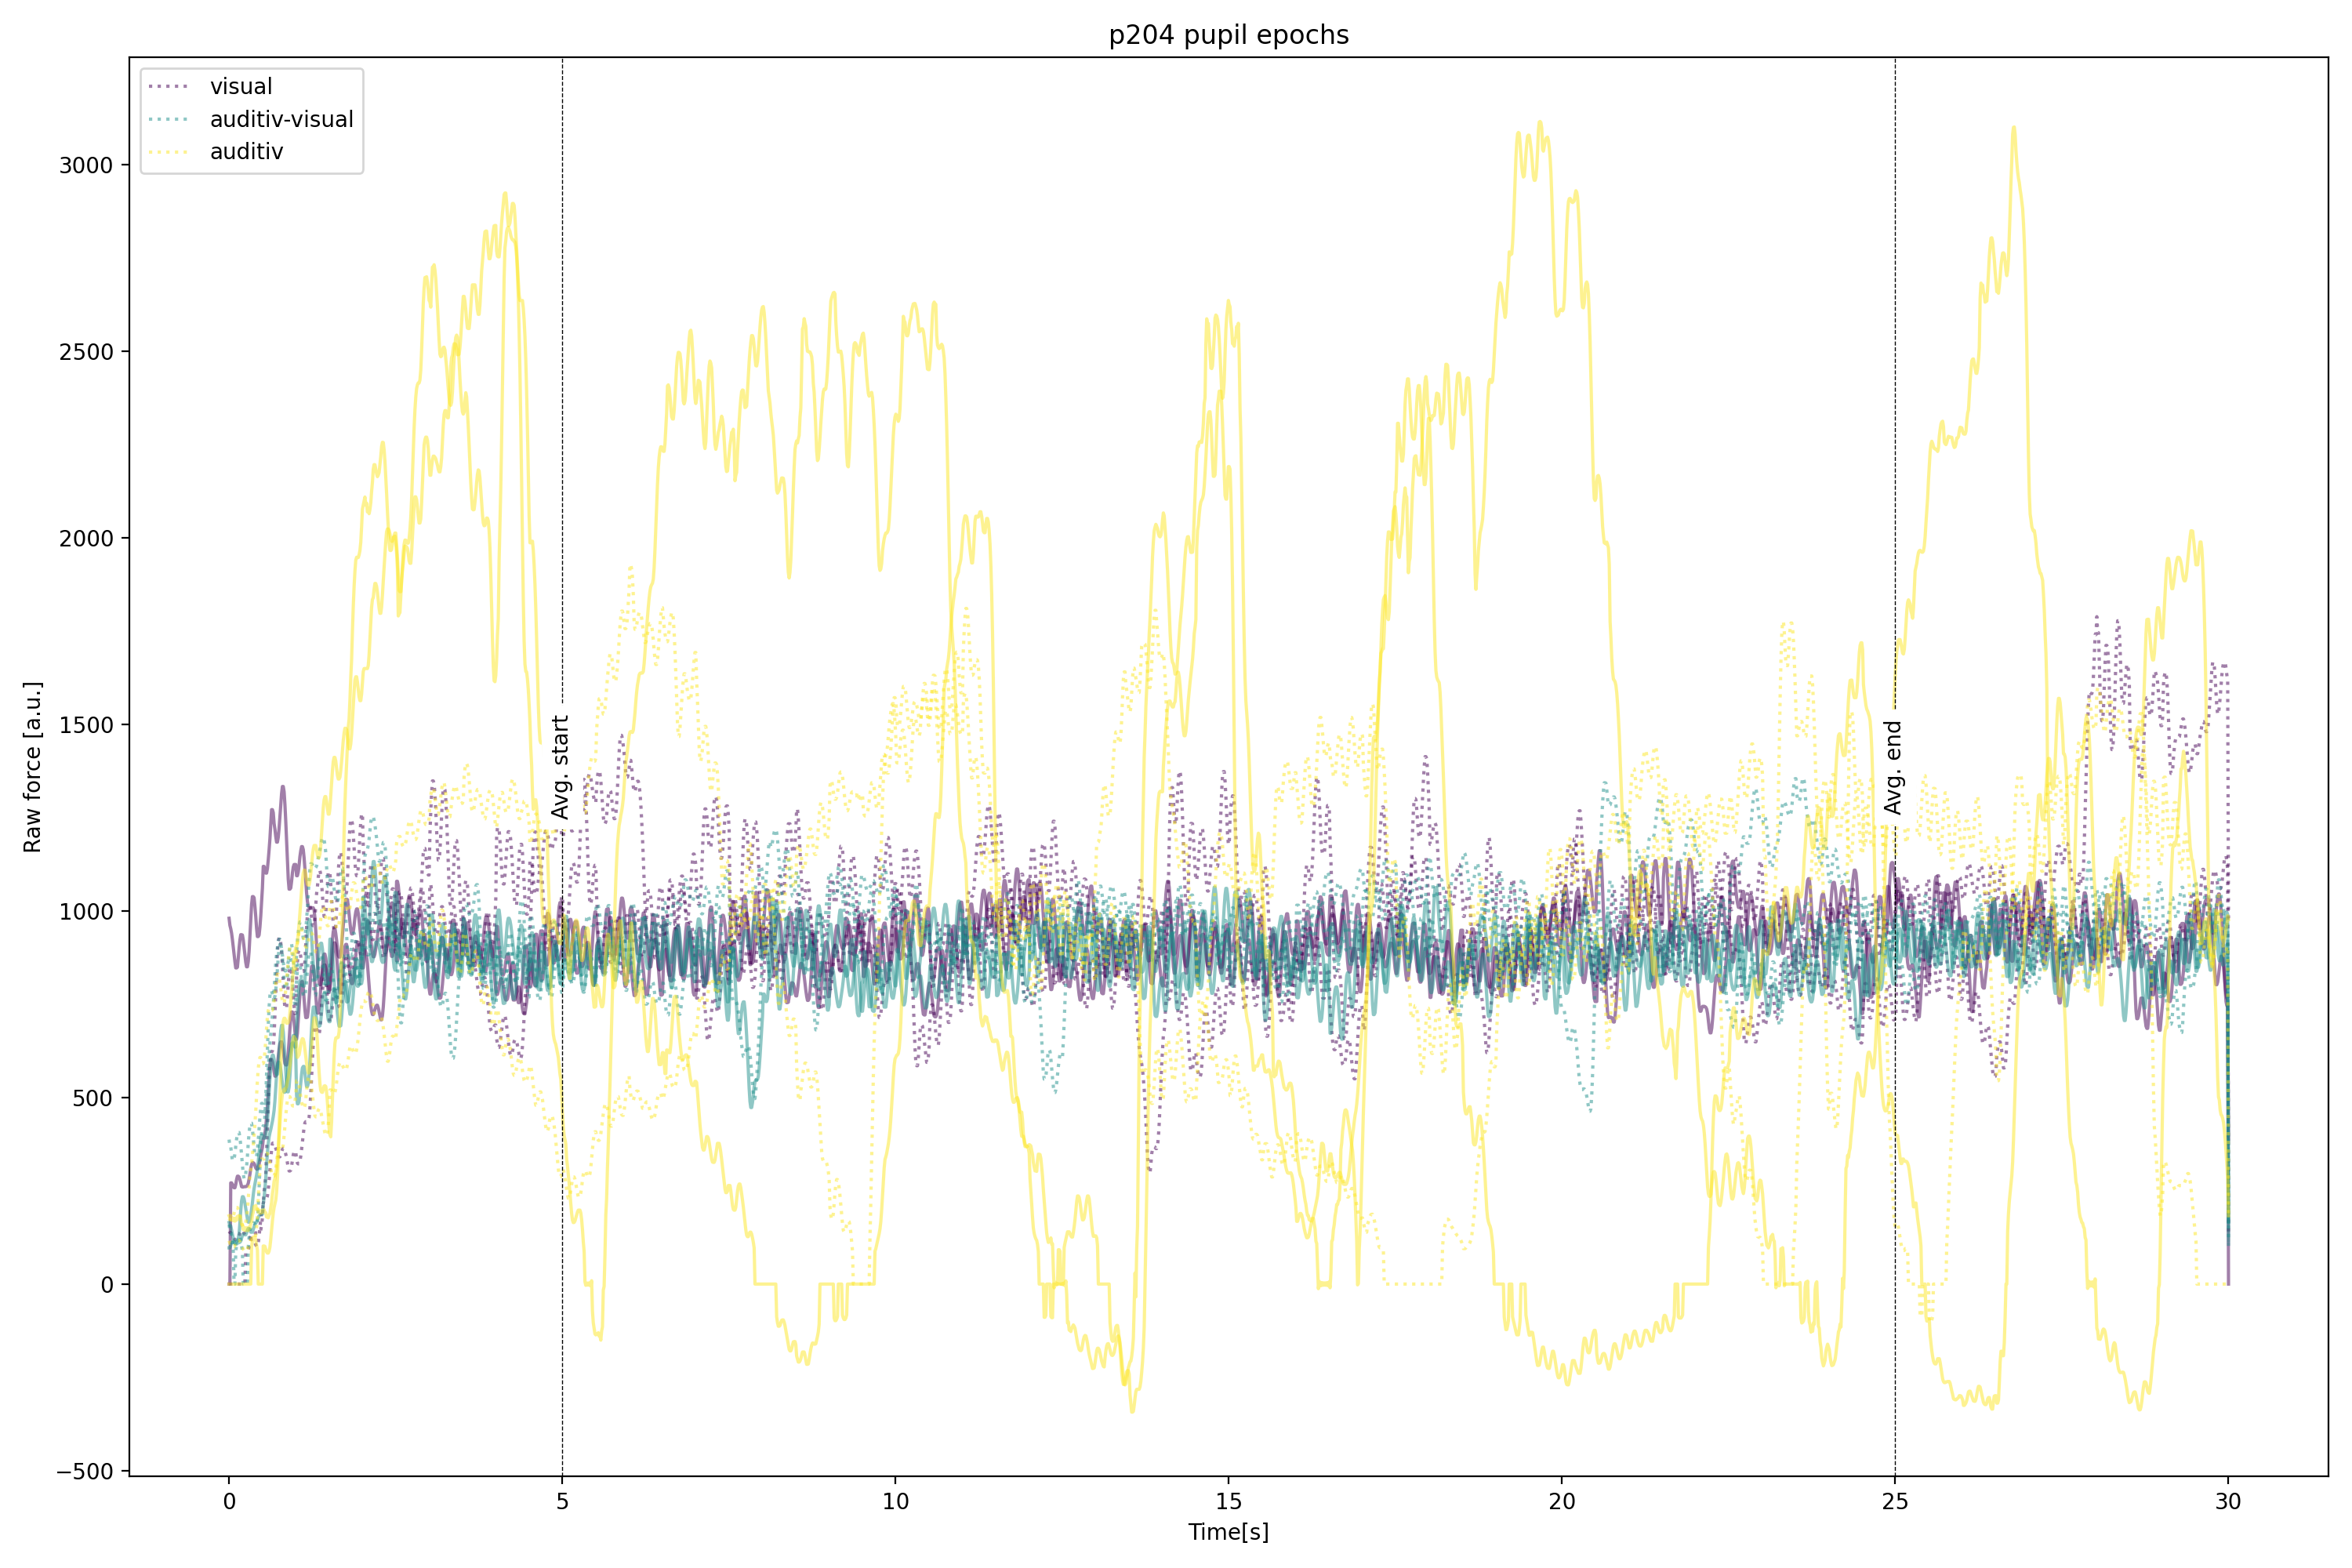 p204 pupil epochs
visual
auditiv-visual
auditiv
3000
2500
2000
1500
1000
500
0
−500
Raw force [a.u.]
Avg. start
Avg. end
0
5
10
15
20
25
30
Time[s]